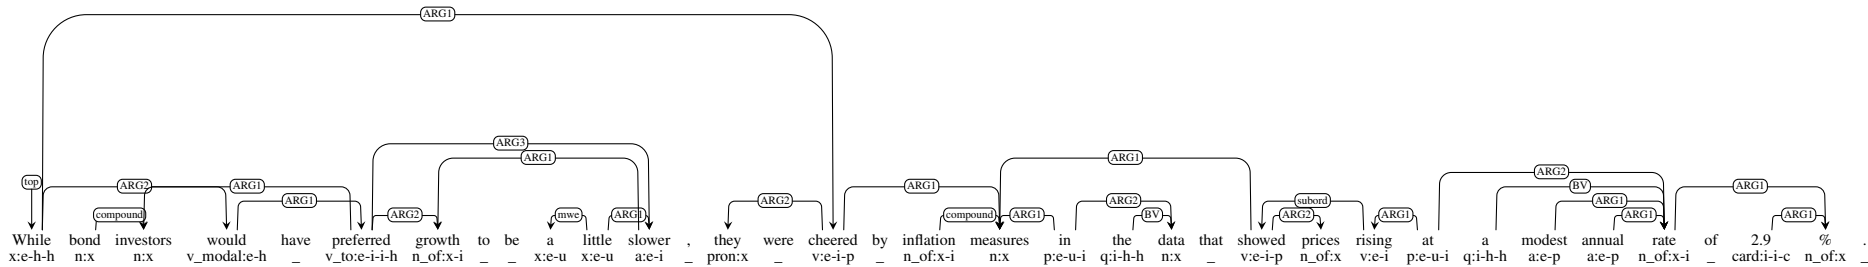 ARG1
ARG3
ARG1 ARG1
top ARG2
ARG2 ARG1 ARG1 BV
ARG1 ARG2 ARG2 subord ARG1
compound ARG2 mwe ARG1 compound ARG1 BV ARG2 ARG1 ARG1 ARG1
While bond investors would have preferred growth to be a little slower , they were cheered by inflation measures in the data that showed prices rising at a modest annual rate of 2.9 % .
x:e-h-h n:x n:x v_modal:e-h _ v_to:e-i-i-h n_of:x-i _ _ x:e-u x:e-u a:e-i _ pron:x _ v:e-i-p _ n_of:x-i n:x p:e-u-i q:i-h-h n:x _ v:e-i-p n_of:x v:e-i p:e-u-i q:i-h-h a:e-p a:e-p n_of:x-i _ card:i-i-c n_of:x _